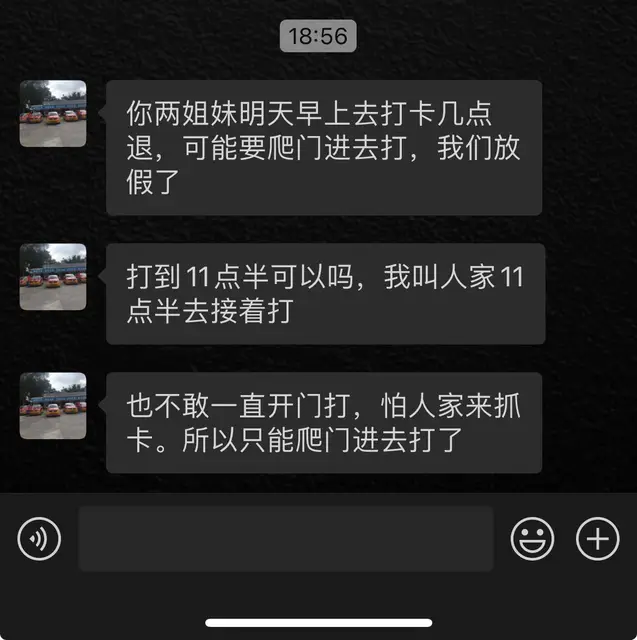 18:56
你两姐妹明天早上去打卡几点
退，可能要爬门进去打，我们放
假了
打到11点半可以吗，我叫人家11
点半去接着打
也不敢一直开门打，怕人家来抓
卡。所以只能爬门进去打了